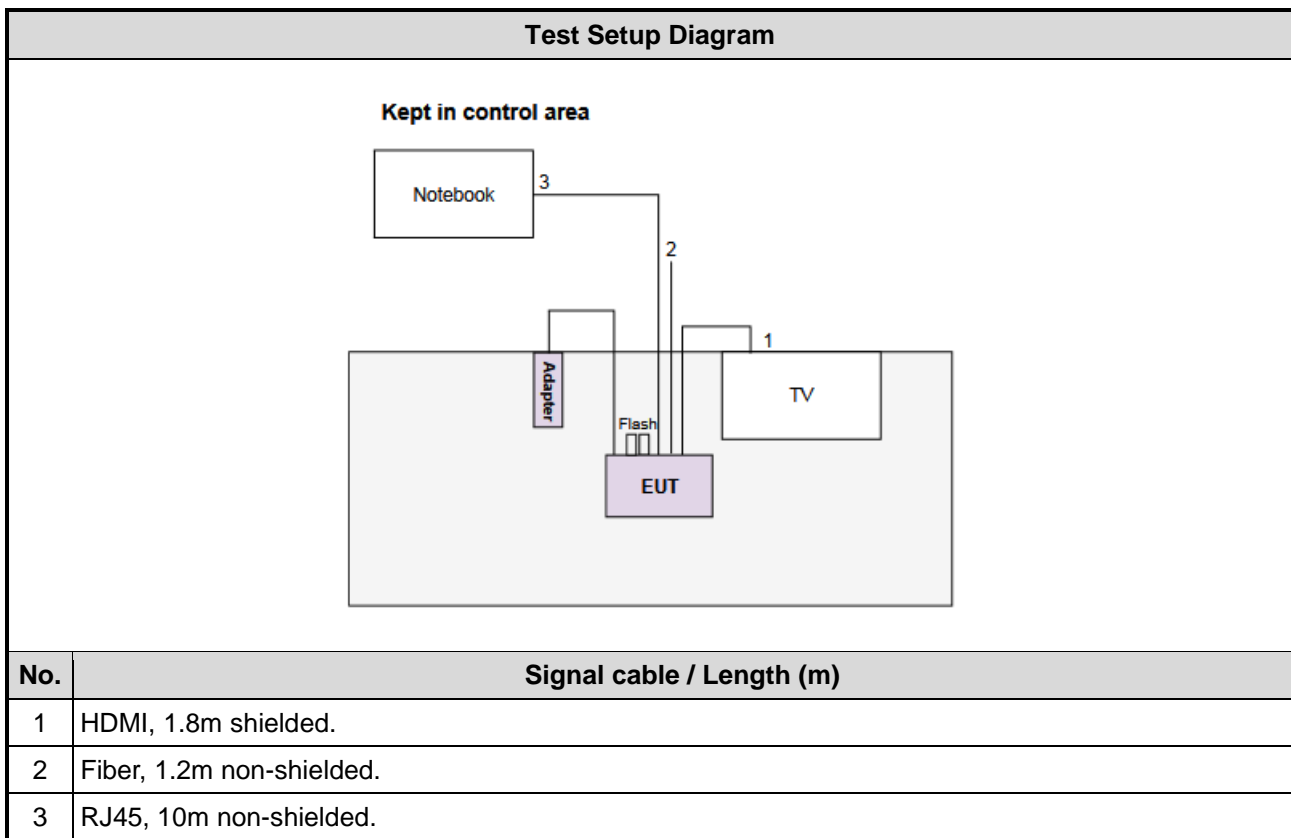 Test Setup Diagram
Kept in control area
Notebook
3
2
1
Adapter
TV
Flash
EUT
No. Signal cable / Length (m)
1 HDMI, 1.8m shielded.
2 Fiber, 1.2m non-shielded.
3 RJ45, 10m non-shielded.